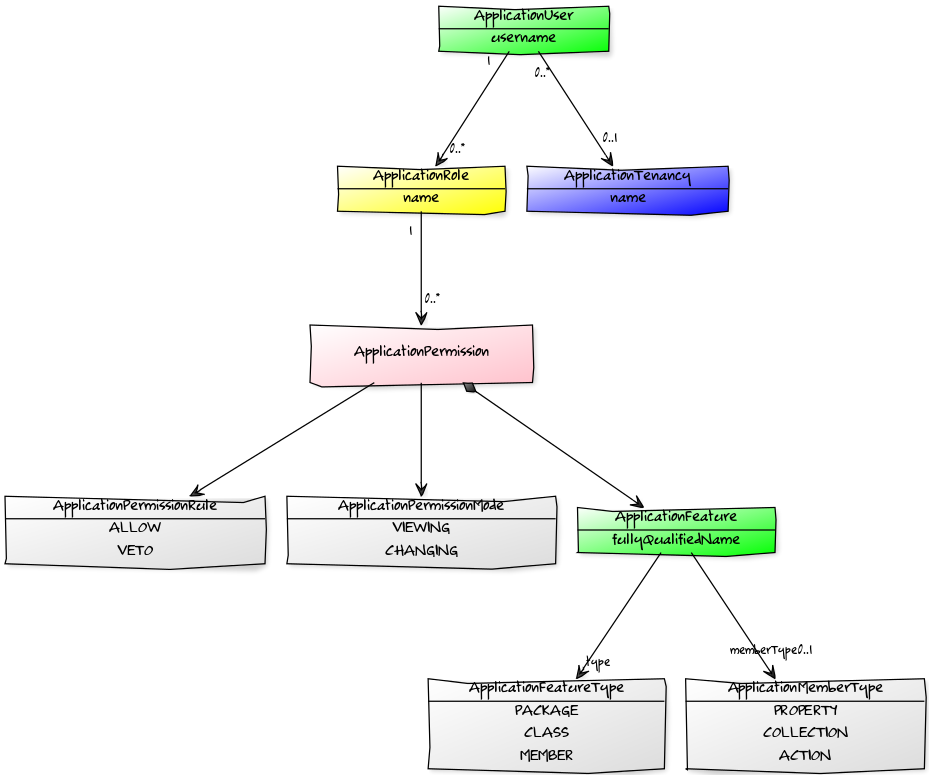 ApplicationUser
username
1
0..*
0..*
0..1
ApplicationRole
name
ApplicationTenancy
name
1
0..*
ApplicationPermission
ApplicationPermissionRule
ALLOW
VETO
ApplicationPermissionMode
VIEWING
CHANGING
ApplicationFeature
fullyQualifiedName
type
memberType0..1
ApplicationFeatureType
PACKAGE
CLASS
MEMBER
ApplicationMemberType
PROPERTY
COLLECTION
ACTION